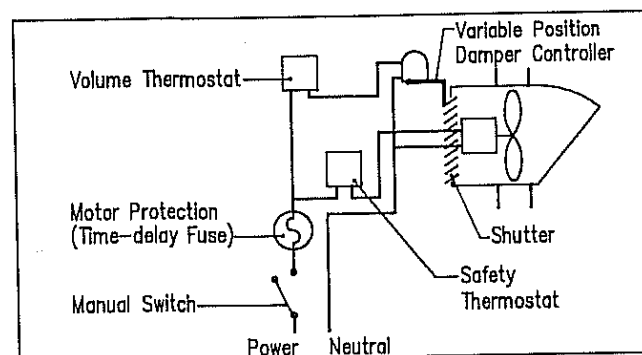 Variable Position
Damper Controller
Volume Thermostat
Motor Protection
(Time-delay Fuse)
Shutter
Safety
Thermostat
Manual Switch
Power
Neutral